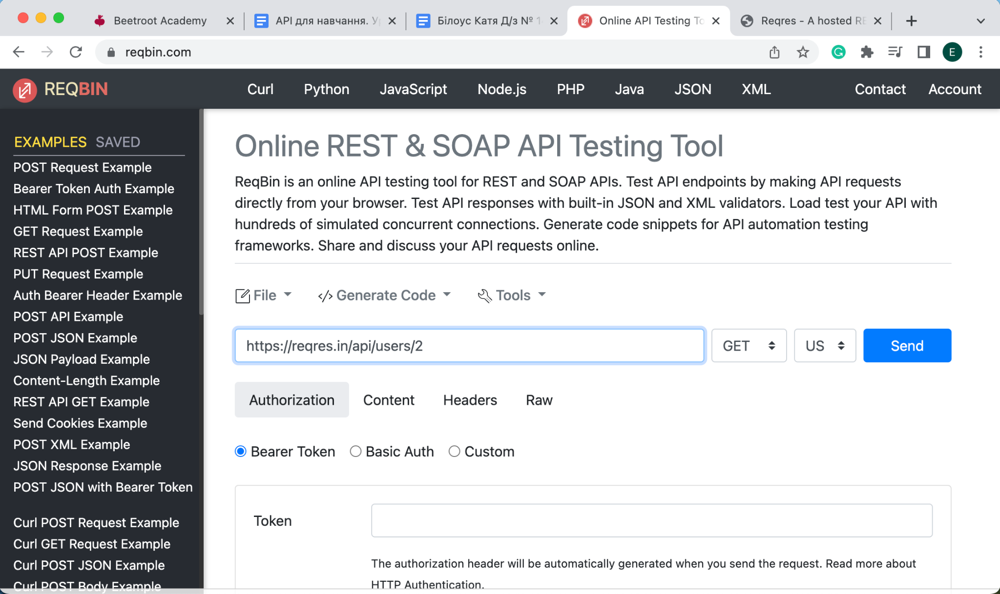 Beetroot Academy
API для навчання. Ур
Білоус Катя Д/з № 1
Online API Testing To
Reqres - A hosted RE
reqbin.com
E
REQBIN
Curl
Python
JavaScript
Node.js
PHP
Java
JSON
XML
Contact
Account
EXAMPLES SAVED
POST Request Example
Bearer Token Auth Example
HTML Form POST Example
GET Request Example
REST API POST Example
PUT Request Example
Auth Bearer Header Example
POST API Example
POST JSON Example
JSON Payload Example
Content-Length Example
REST API GET Example
Send Cookies Example
POST XML Example
JSON Response Example
POST JSON with Bearer Token
Curl POST Request Example
Curl GET Request Example
Curl POST JSON Example
Curl POST Body Example
Online REST & SOAP API Testing Tool
ReqBin is an online API testing tool for REST and SOAP APIs. Test API endpoints by making API requests
directly from your browser. Test API responses with built-in JSON and XML validators. Load test your API with
hundreds of simulated concurrent connections. Generate code snippets for API automation testing
frameworks. Share and discuss your API requests online.
File
</> Generate Code
Tools
https://reqres.in/api/users/2
GET
US
Send
Authorization
Content
Headers
Raw
Bearer Token
Basic Auth
Custom
Token
The authorization header will be automatically generated when you send the request. Read more about
HTTP Authentication.